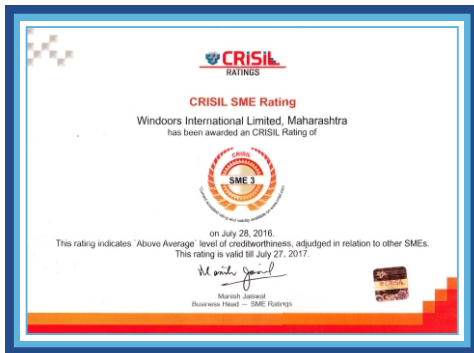 CRISIL
RATINGS
CRISIL SME Rating
Windoors International Limited, Maharashtra
has been awarded an CRISIL Rating of
CRISIL
SME 3
on July 28, 2016.
This rating indicates 'Above Average' level of creditworthiness, adjudged in relation to other SMEs.
This rating is valid till July 27, 2017.
Manish Jaiswal
Business Head – SME Ratings
CRISIL